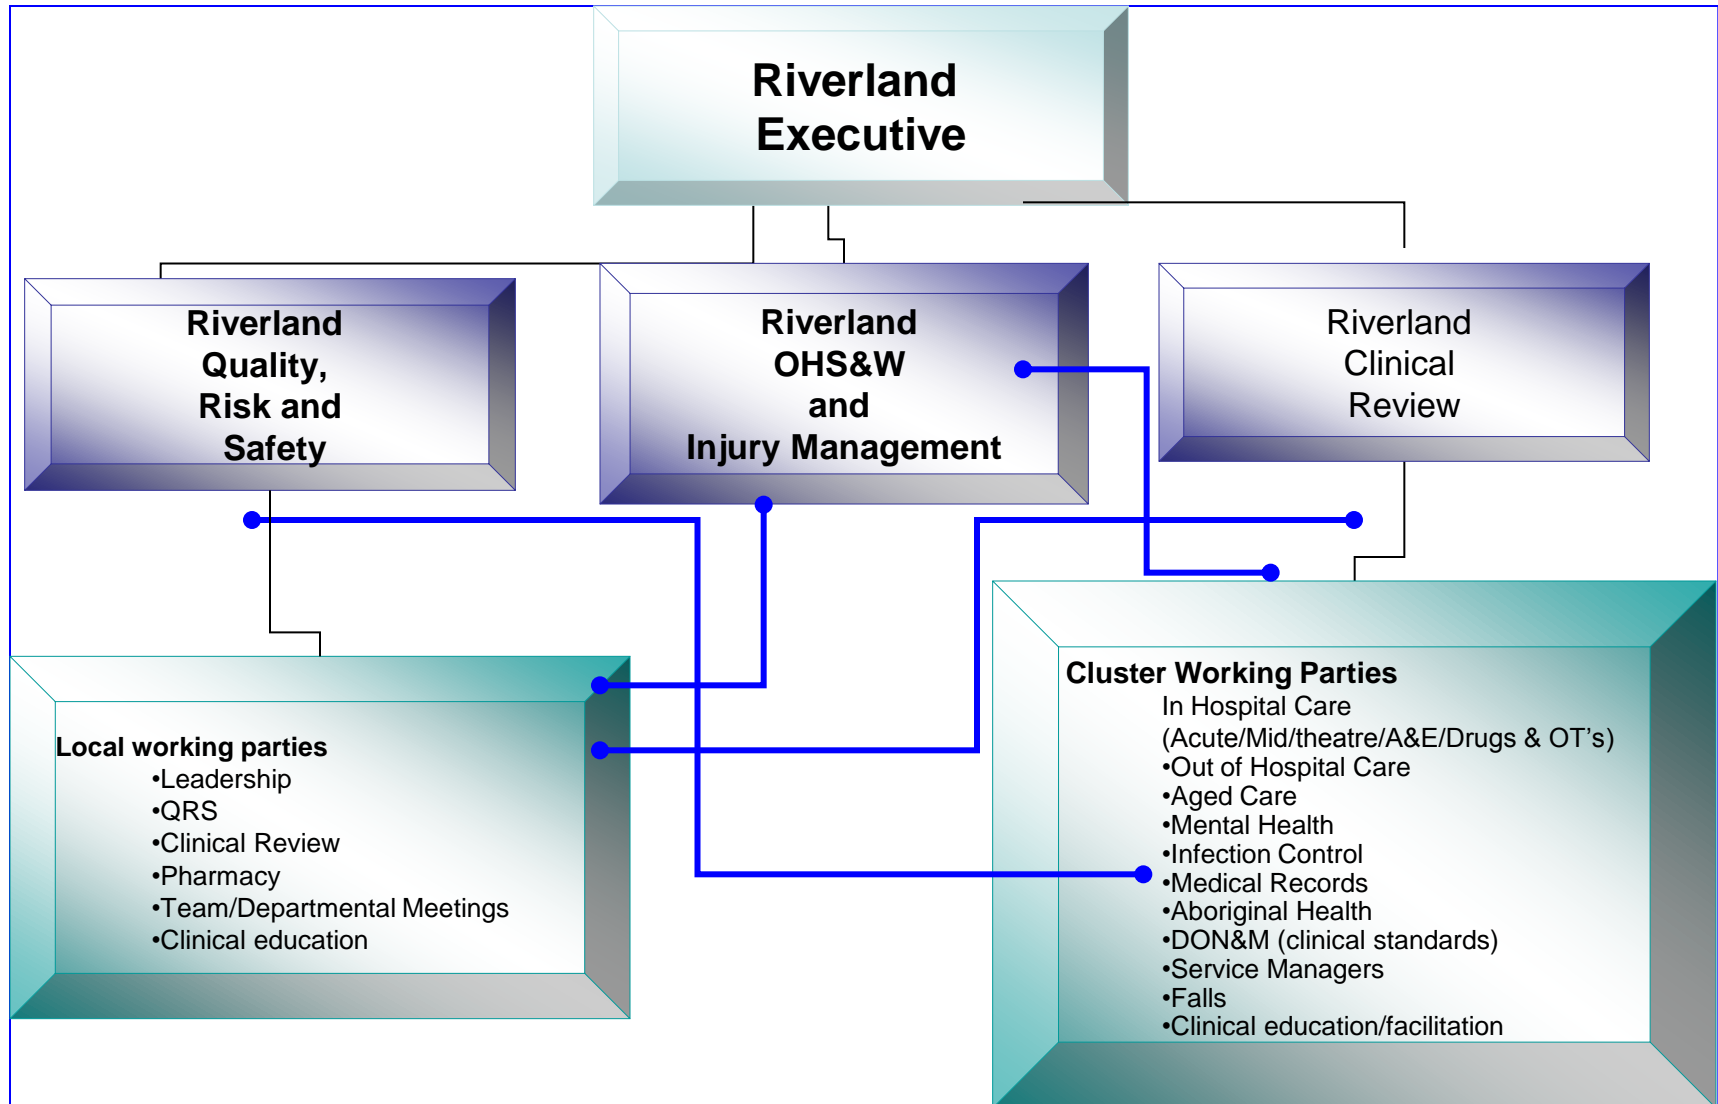 Riverland
Executive
Riverland
Quality,
Risk and
Safety
Riverland
OHS&W
and
Injury Management
Riverland
Clinical
Review
Local working parties
•Leadership
•QRS
•Clinical Review
•Pharmacy
•Team/Departmental Meetings
•Clinical education
Cluster Working Parties
In Hospital Care
(Acute/Mid/theatre/A&E/Drugs & OT’s)
•Out of Hospital Care
•Aged Care
•Mental Health
•Infection Control
•Medical Records
•Aboriginal Health
•DON&M (clinical standards)
•Service Managers
•Falls
•Clinical education/facilitation